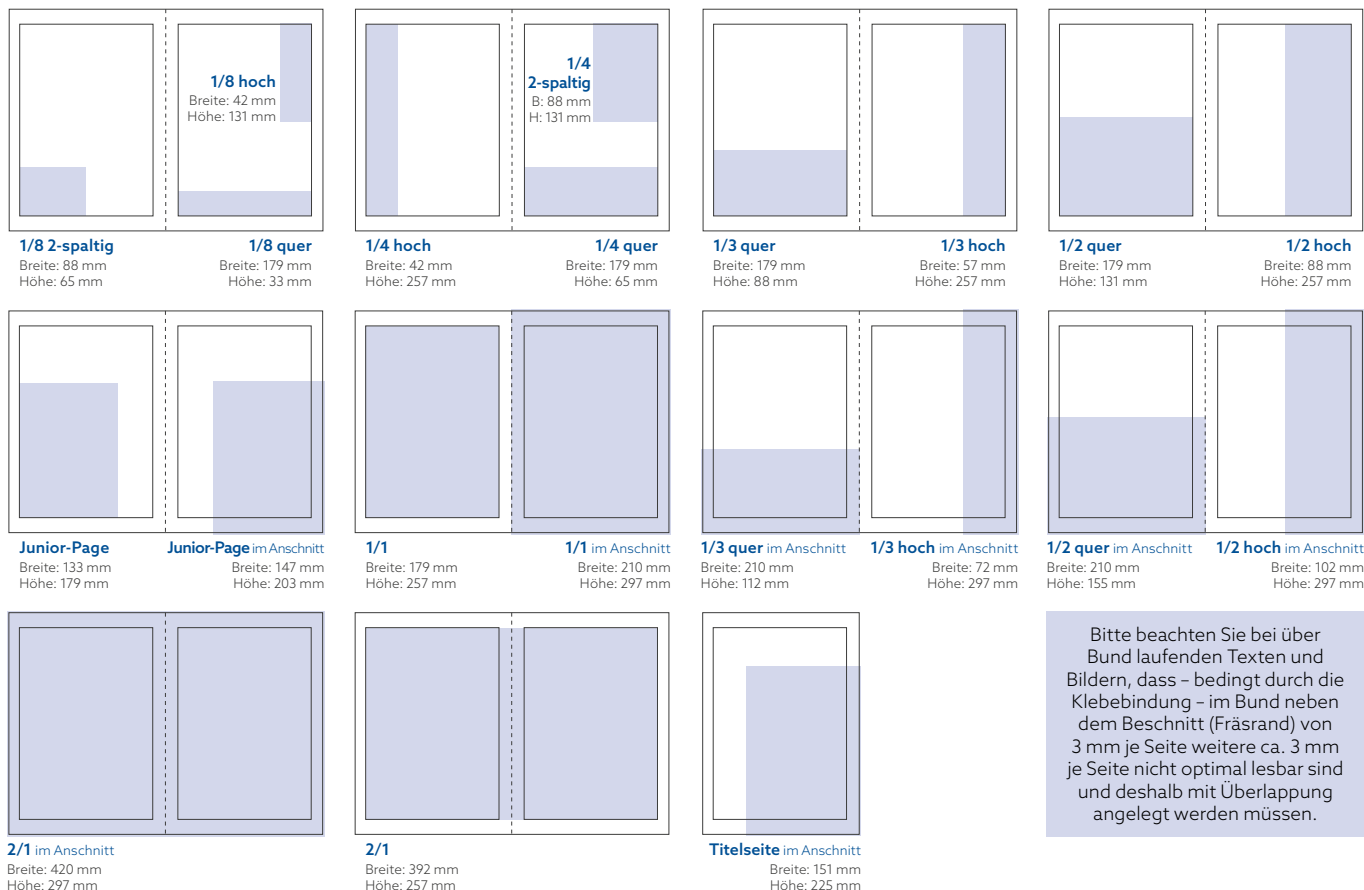 1/8 hoch
Breite: 42 mm
Höhe: 131 mm
1/8 2-spaltig
Breite: 88 mm
Höhe: 65 mm
1/8 quer
Breite: 179 mm
Höhe: 33 mm
1/4
2-spaltig
B: 88 mm
H: 131 mm
1/4 hoch
Breite: 42 mm
Höhe: 257 mm
1/4 quer
Breite: 179 mm
Höhe: 65 mm
1/3 quer
Breite: 179 mm
Höhe: 88 mm
1/3 hoch
Breite: 57 mm
Höhe: 257 mm
1/2 quer
Breite: 179 mm
Höhe: 131 mm
1/2 hoch
Breite: 88 mm
Höhe: 257 mm
Junior-Page
Breite: 133 mm
Höhe: 179 mm
Junior-Page im Anschnitt
Breite: 147 mm
Höhe: 203 mm
1/1
Breite: 179 mm
Höhe: 257 mm
1/1 im Anschnitt
Breite: 210 mm
Höhe: 297 mm
1/3 quer im Anschnitt
Breite: 210 mm
Höhe: 112 mm
1/3 hoch im Anschnitt
Breite: 72 mm
Höhe: 297 mm
1/2 quer im Anschnitt
Breite: 210 mm
Höhe: 155 mm
1/2 hoch im Anschnitt
Breite: 102 mm
Höhe: 297 mm
2/1 im Anschnitt
Breite: 420 mm
Höhe: 297 mm
2/1
Breite: 392 mm
Höhe: 257 mm
Titelseite im Anschnitt
Breite: 151 mm
Höhe: 225 mm
Bitte beachten Sie bei über
Bund laufenden Texten und
Bildern, dass – bedingt durch die
Klebebindung – im Bund neben
dem Beschnitt (Fräsrand) von
3 mm je Seite weitere ca. 3 mm
je Seite nicht optimal lesbar sind
und deshalb mit Überlappung
angelegt werden müssen.